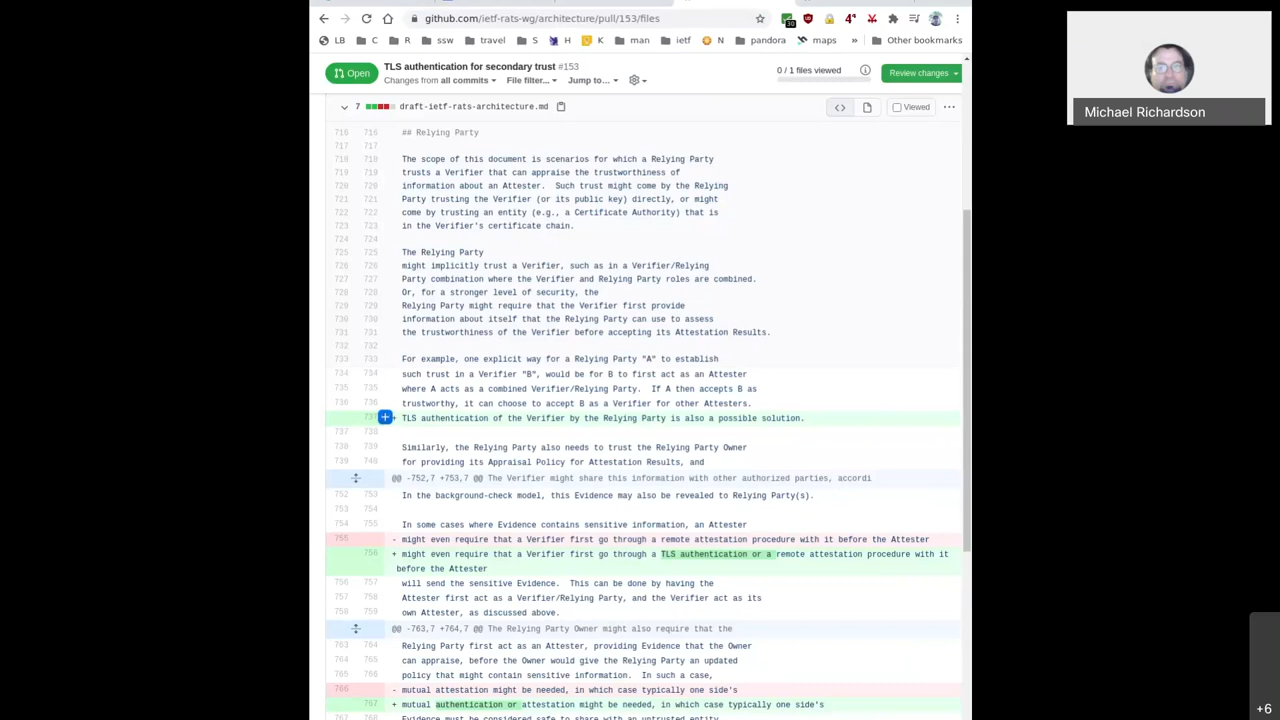 github.com/ietf-rats-wg/architecture/pull/153/files
30
4
LB C R ssw travel S H K man ietf N pandora maps » Other bookmarks
Open
TLS authentication for secondary trust #153
Changes from all commits File filter... Jump to...
0 / 1 files viewed
Review changes
7 draft-ietf-rats-architecture.md
Viewed
716 716 ## Relying Party
717 717
718 718 The scope of this document is scenarios for which a Relying Party
719 719 trusts a Verifier that can appraise the trustworthiness of
720 720 information about an Attester. Such trust might come by the Relying
721 721 Party trusting the Verifier (or its public key) directly, or might
722 722 come by trusting an entity (e.g., a Certificate Authority) that is
723 723 in the Verifier's certificate chain.
724 724
725 725 The Relying Party
726 726 might implicitly trust a Verifier, such as in a Verifier/Relying
727 727 Party combination where the Verifier and Relying Party roles are combined.
728 728 Or, for a stronger level of security, the
729 729 Relying Party might require that the Verifier first provide
730 730 information about itself that the Relying Party can use to assess
731 731 the trustworthiness of the Verifier before accepting its Attestation Results.
732 732
733 733 For example, one explicit way for a Relying Party "A" to establish
734 734 such trust in a Verifier "B", would be for B to first act as an Attester
735 735 where A acts as a combined Verifier/Relying Party. If A then accepts B as
736 736 trustworthy, it can choose to accept B as a Verifier for other Attesters.
737 + TLS authentication of the Verifier by the Relying Party is also a possible solution.
737 738
738 739 Similarly, the Relying Party also needs to trust the Relying Party Owner
739 740 for providing its Appraisal Policy for Attestation Results, and
@@ -752,7 +753,7 @@ The Verifier might share this information with other authorized parties, accordi
752 753 In the background-check model, this Evidence may also be revealed to Relying Party(s).
753 754
754 755 In some cases where Evidence contains sensitive information, an Attester
755 - might even require that a Verifier first go through a remote attestation procedure with it before the Attester
756 + might even require that a Verifier first go through a TLS authentication or a remote attestation procedure with it
before the Attester
756 757 will send the sensitive Evidence. This can be done by having the
757 758 Attester first act as a Verifier/Relying Party, and the Verifier act as its
758 759 own Attester, as discussed above.
@@ -763,7 +764,7 @@ The Relying Party Owner might also require that the
763 764 Relying Party first act as an Attester, providing Evidence that the Owner
764 765 can appraise, before the Owner would give the Relying Party an updated
765 766 policy that might contain sensitive information. In such a case,
766 - mutual attestation might be needed, in which case typically one side's
767 + mutual authentication or attestation might be needed, in which case typically one side's
767 768 Evidence must be considered safe to share with an untrusted entity
Michael Richardson
+6